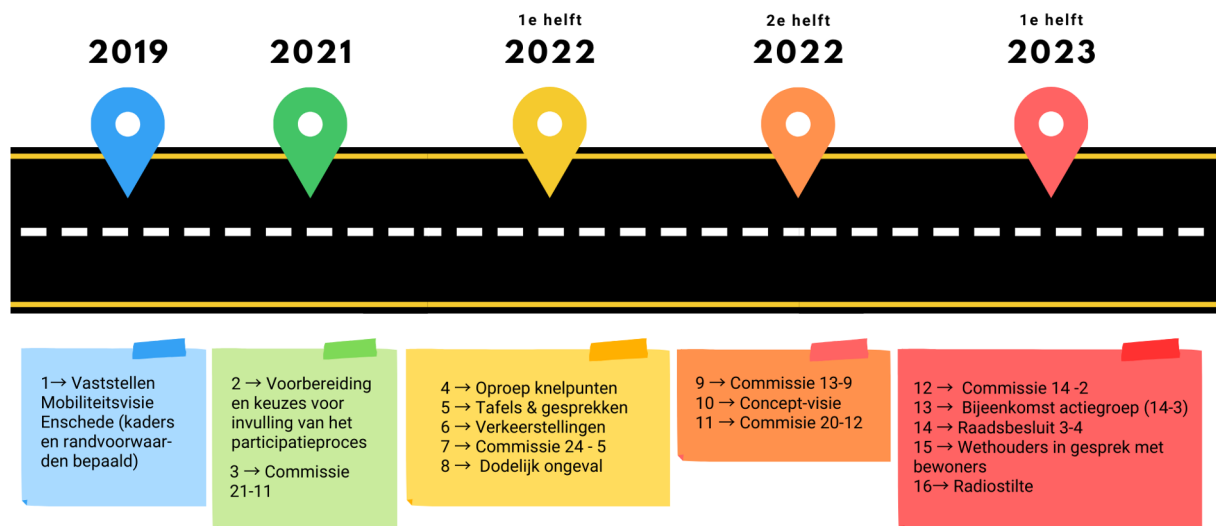 2019
2021
1e helft
2022
2e helft
2022
1e helft
2023
1→ Vaststellen
Mobiliteitsvisie
Enschede (kaders
en randvoorwaar-
den bepaald)
2 → Voorbereiding
en keuzes voor
invulling van het
participatieproces
3 → Commissie
21-11
4 → Oproep knelpunten
5 → Tafels & gesprekken
6 → Verkeerstellingen
7 → Commissie 24 - 5
8 → Dodelijk ongeval
9 → Commissie 13-9
10 → Concept-visie
11 → Commisie 20-12
12 → Commissie 14 -2
13 → Bijeenkomst actiegroep (14-3)
14 → Raadsbesluit 3-4
15 → Wethouders in gesprek met
bewoners
16→ Radiostilte